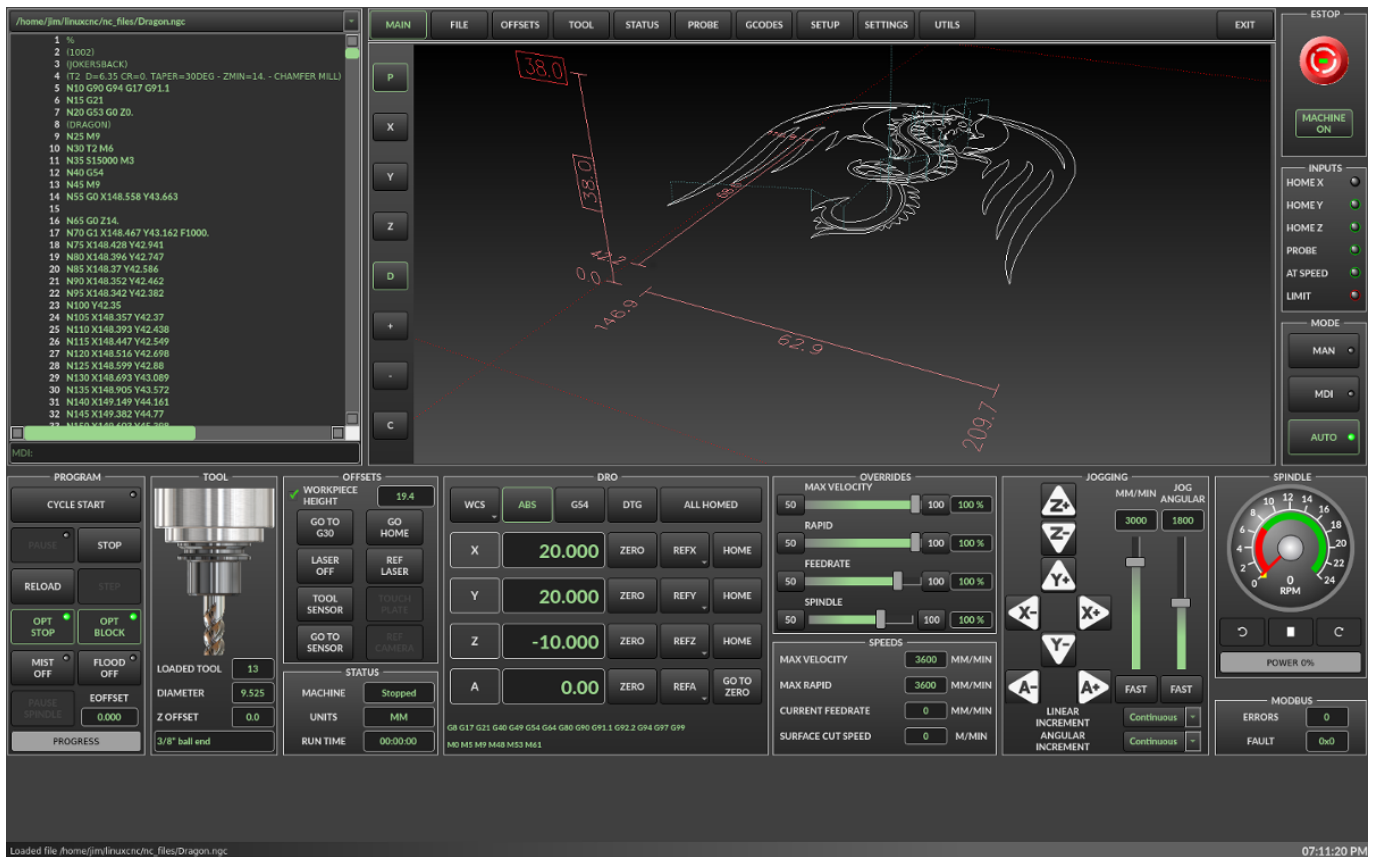 /home/jim/linuxcnc/nc_files/Dragon.ngc
1 %
2 (1002)
3 (JOKERSBACK)
4 (T2 D=6.35 CR=0. TAPER=30DEG - ZMIN=14. - CHAMFER MILL)
5 N10 G90 G94 G17 G91.1
6 N15 G21
7 N20 G53 G0 Z0.
8 (DRAGON)
9 N25 M9
10 N30 T2 M6
11 N35 S15000 M3
12 N40 G54
13 N45 M9
14 N55 G0 X148.558 Y43.663
15
16 N65 G0 Z14.
17 N70 G1 X148.467 Y43.162 F1000.
18 N75 X148.428 Y42.941
19 N80 X148.396 Y42.747
20 N85 X148.37 Y42.586
21 N90 X148.352 Y42.462
22 N95 X148.342 Y42.382
23 N100 Y42.35
24 N105 X148.357 Y42.37
25 N110 X148.393 Y42.438
26 N115 X148.447 Y42.549
27 N120 X148.516 Y42.698
28 N125 X148.599 Y42.88
29 N130 X148.693 Y43.089
30 N135 X148.905 Y43.572
31 N140 X149.149 Y44.161
32 N145 X149.382 Y44.77
MDI:
MAIN FILE OFFSETS TOOL STATUS PROBE GCODES SETUP SETTINGS UTILS EXIT
P
X
Y
Z
D
+
-
C
38.0
38.0
42.2
0.0
146.9
62.9
209.7
ESTOP
MACHINE
ON
INPUTS
HOME X
HOME Y
HOME Z
PROBE
AT SPEED
LIMIT
MODE
MAN
MDI
AUTO
PROGRAM
CYCLE START
PAUSE STOP
RELOAD STEP
OPT
STOP
OPT
BLOCK
MIST
OFF
FLOOD
OFF
PAUSE
SPINDLE
EOFFSET
0.000
PROGRESS
TOOL
LOADED TOOL 13
DIAMETER 9.525
Z OFFSET 0.0
3/8" ball end
OFFSETS
WORKPIECE
HEIGHT
19.4
GO TO
G30
GO
HOME
LASER
OFF
REF
LASER
TOOL
SENSOR
TOUCH
PLATE
GO TO
SENSOR
REF
CAMERA
STATUS
MACHINE Stopped
UNITS MM
RUN TIME 00:00:00
DRO
WCS ABS G54 DTG ALL HOMED
X 20.000 ZERO REFX HOME
Y 20.000 ZERO REFY HOME
Z -10.000 ZERO REFZ HOME
A 0.00 ZERO REFA GO TO
ZERO
G8 G17 G21 G40 G49 G54 G64 G80 G90 G91.1 G92.2 G94 G97 G99
M0 M5 M9 M48 M53 M61
OVERRIDES
MAX VELOCITY
50 100 100 %
RAPID
50 100 100 %
FEEDRATE
50 100 100 %
SPINDLE
50 100 100 %
SPEEDS
MAX VELOCITY 3600 MM/MIN
MAX RAPID 3600 MM/MIN
CURRENT FEEDRATE 0 MM/MIN
SURFACE CUT SPEED 0 M/MIN
JOGGING
MM/MIN
JOG
ANGULAR
3000 1800
Z+
Z-
Y+
X- X+
Y-
A- A+
FAST FAST
LINEAR
INCREMENT
Continuous
ANGULAR
INCREMENT
Continuous
SPINDLE
0 2 4 6 8 10 12 14 16 18 20 22 24
0
RPM
POWER 0%
MODBUS
ERRORS 0
FAULT 0x0
Loaded file /home/jim/linuxcnc/nc_files/Dragon.ngc
07:11:20 PM